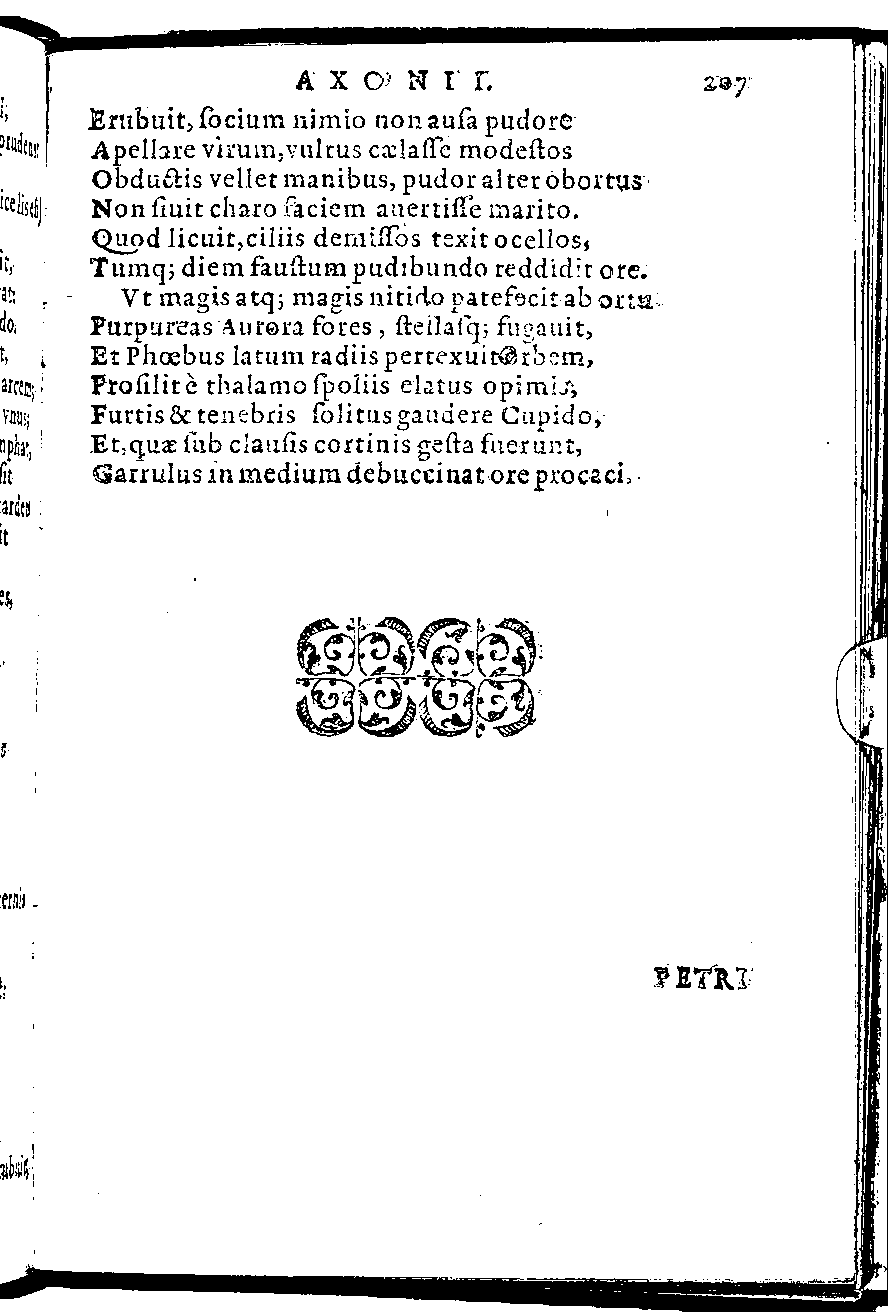 AXONII. 207
Erubuit, ſocium nimio non auſa pudore
Apellare virum, vultus cælaſſe modeſtos
Obductis vellet manibus, pudor alter obortus
Non ſiuit charo faciem auertiſſe marito.
Quod licuit, ciliis demiſſos texit ocellos,
Tumq; diem fauſtum pudibundo reddidit ore.
Vt magis atq; magis nitido patefecit ab ortu
Purpureas Aurora fores, ſtellaſq; fugauit,
Et Phœbus latum radiis pertexuit Orbem,
Proſilit è thalamo ſpoliis elatus opimis,
Furtis & tenebris ſolitus gaudere Cupido,
Et, quæ ſub clauſis cortinis geſta fuerunt,
Garrulus in medium debuccinat ore procaci.
PETRI